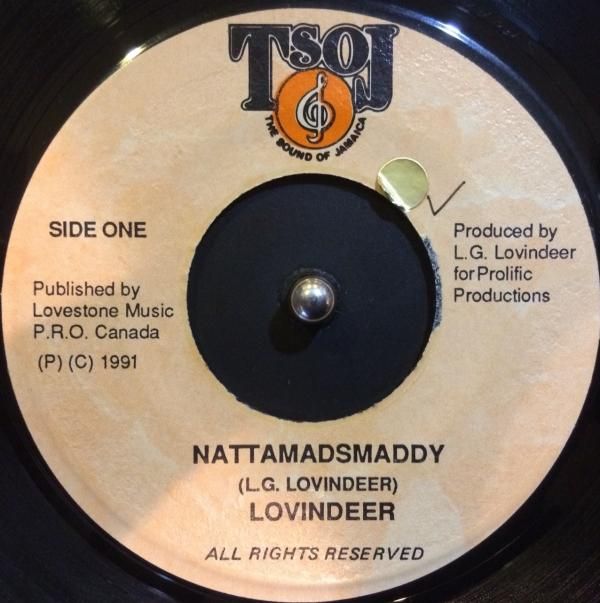 TSOJ
THE SOUND OF JAMAICA
SIDE ONE
Published by
Lovestone Music
P.R.O. Canada
(P) (C) 1991
Produced by
L.G. Lovindeer
for Prolific
Productions
NATTAMADSMADDY
(L.G. LOVINDEER)
LOVINDEER
ALL RIGHTS RESERVED